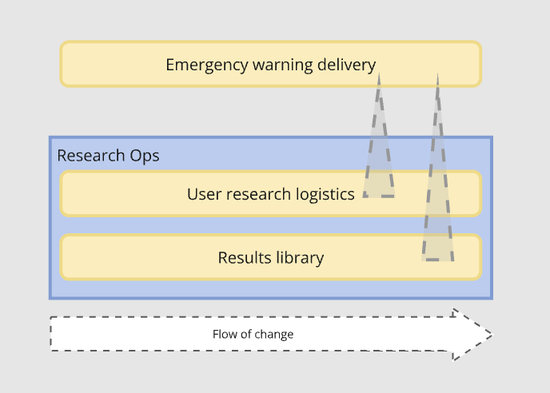 Emergency warning delivery
Research Ops
User research logistics
Results library
Flow of change